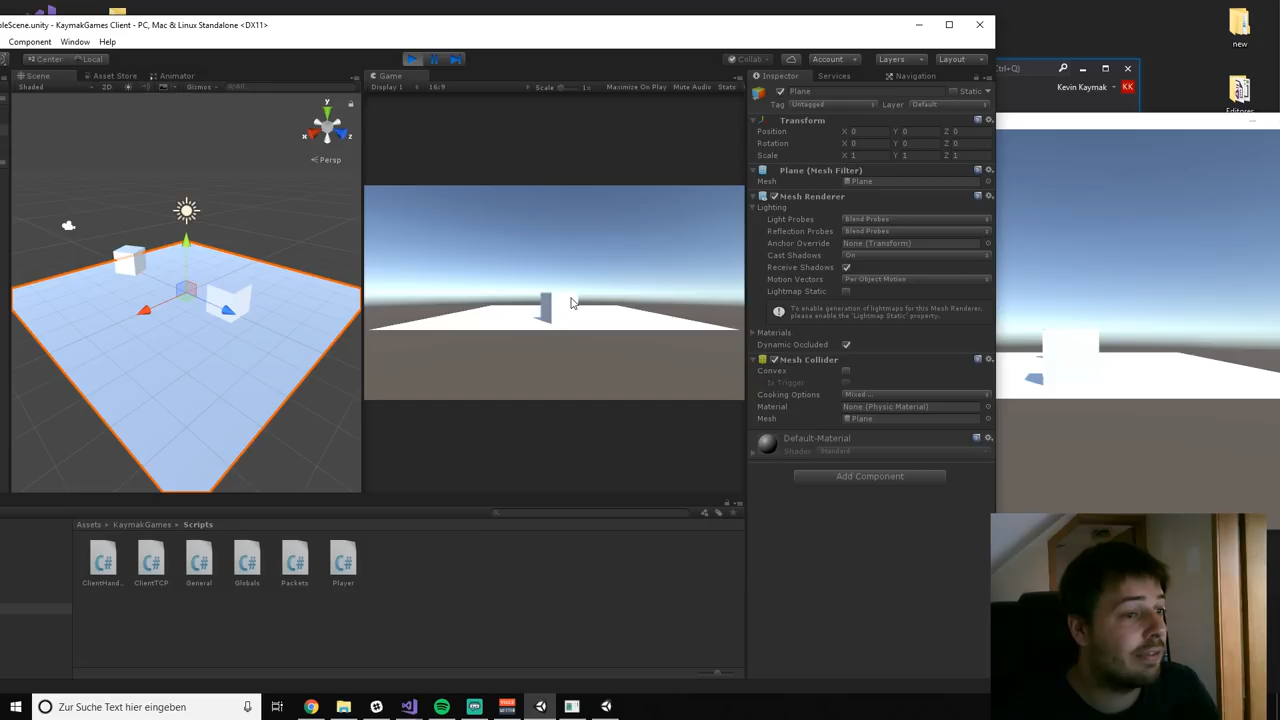 new
bleScene.unity - KaymakGames Client - PC, Mac & Linux Standalone <DX11>
Component Window Help
Center Local
Collab Account Layers Layout
Scene Asset Store Animator
Game
Inspector Services Navigation
Ctrl+Q)
Kevin Kaymak KK
Editores
Shaded 2D Gizmos All
Display 1 16:9 Scale 1x Maximize On Play Mute Audio Stats
Plane Static
Tag Untagged Layer Default
y
x
z
Persp
Transform
Position X 0 Y 0 Z 0
Rotation X 0 Y 0 Z 0
Scale X 1 Y 1 Z 1
Plane (Mesh Filter)
Mesh Plane
Mesh Renderer
Lighting
Light Probes Blend Probes
Reflection Probes Blend Probes
Anchor Override None (Transform)
Cast Shadows On
Receive Shadows
Motion Vectors Per Object Motion
Lightmap Static
To enable generation of lightmaps for this Mesh Renderer,
please enable the 'Lightmap Static' property.
Materials
Dynamic Occluded
Mesh Collider
Convex
Is Trigger
Cooking Options Mixed ...
Material None (Physic Material)
Mesh Plane
Default-Material
Shader Standard
Add Component
Assets KaymakGames Scripts
C# C# C# C# C# C#
ClientHand... ClientTCP General Globals Packets Player
Zur Suche Text hier eingeben